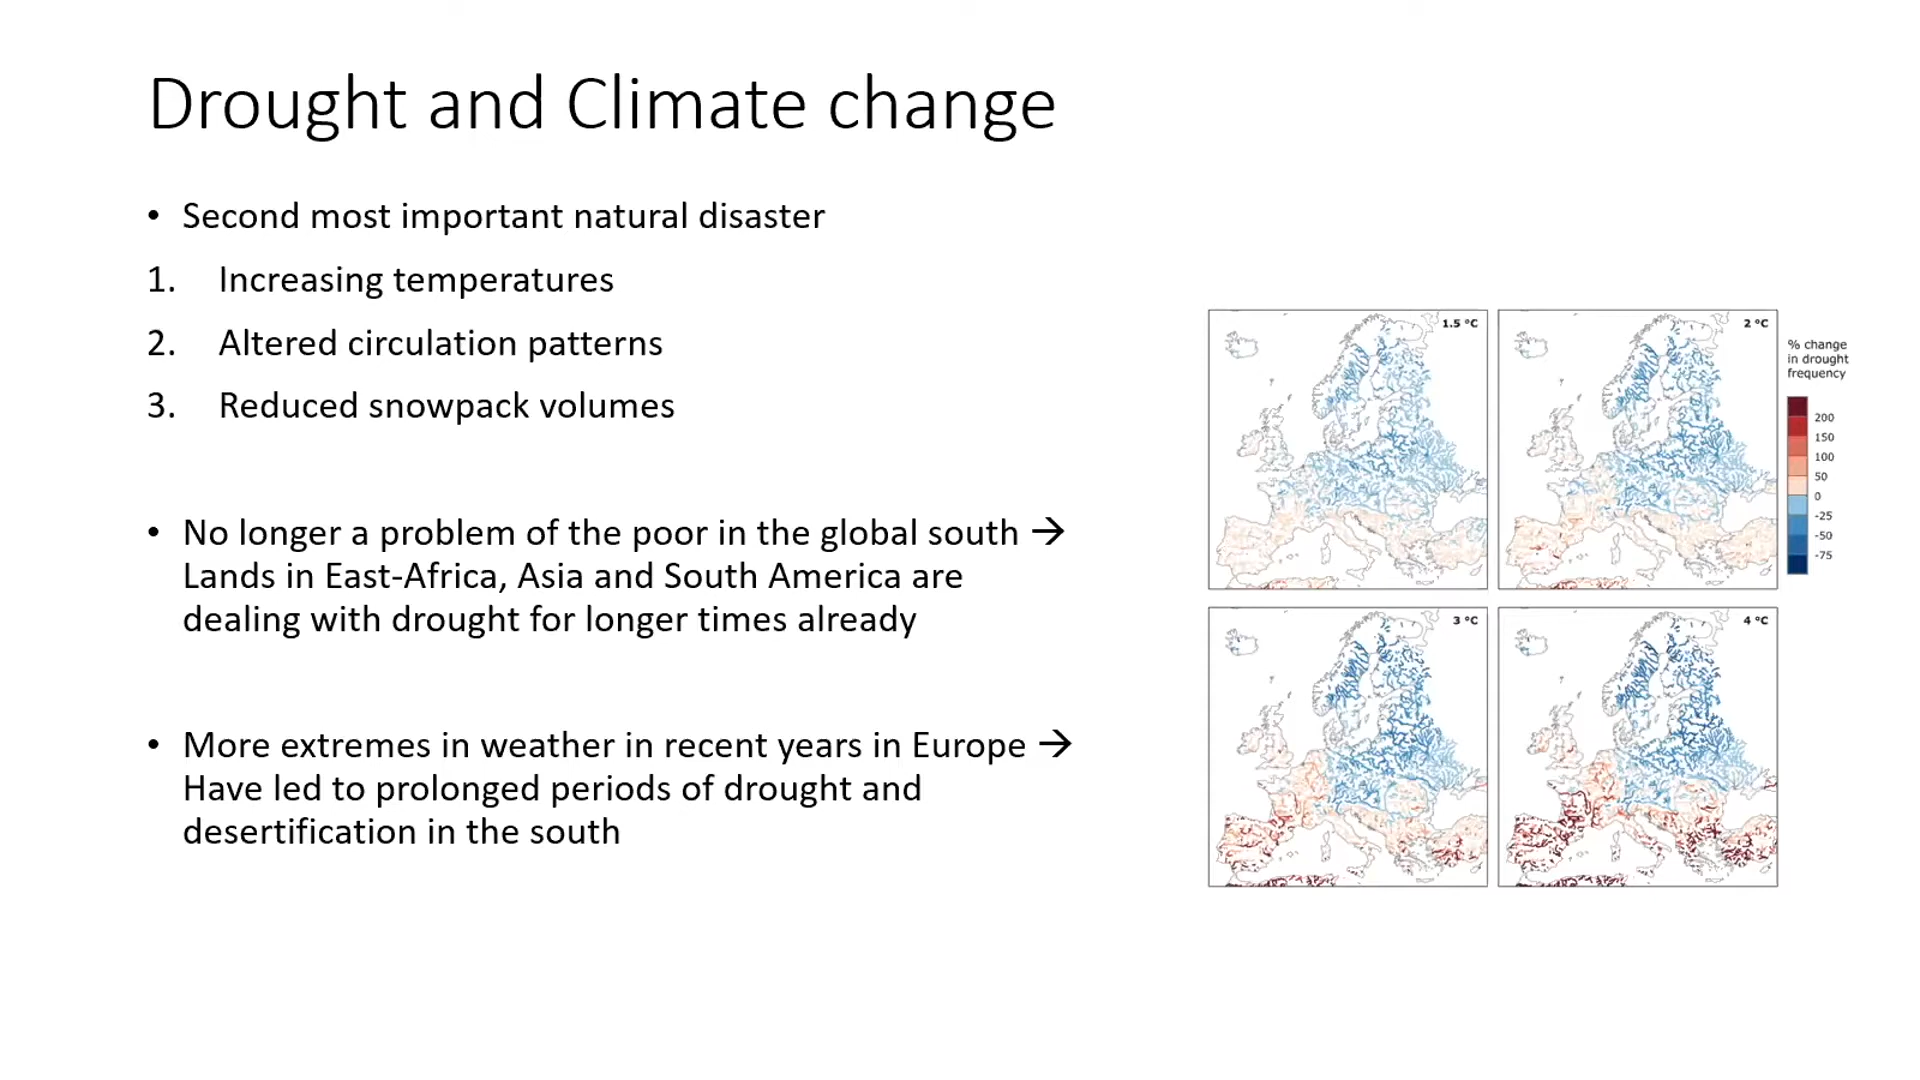 Drought and Climate change
• Second most important natural disaster
1. Increasing temperatures
2. Altered circulation patterns
3. Reduced snowpack volumes
• No longer a problem of the poor in the global south →
Lands in East-Africa, Asia and South America are
dealing with drought for longer times already
• More extremes in weather in recent years in Europe →
Have led to prolonged periods of drought and
desertification in the south
1.5 °C
2 °C
% change
in drought
frequency
200
150
100
50
0
-25
-50
-75
3 °C
4 °C